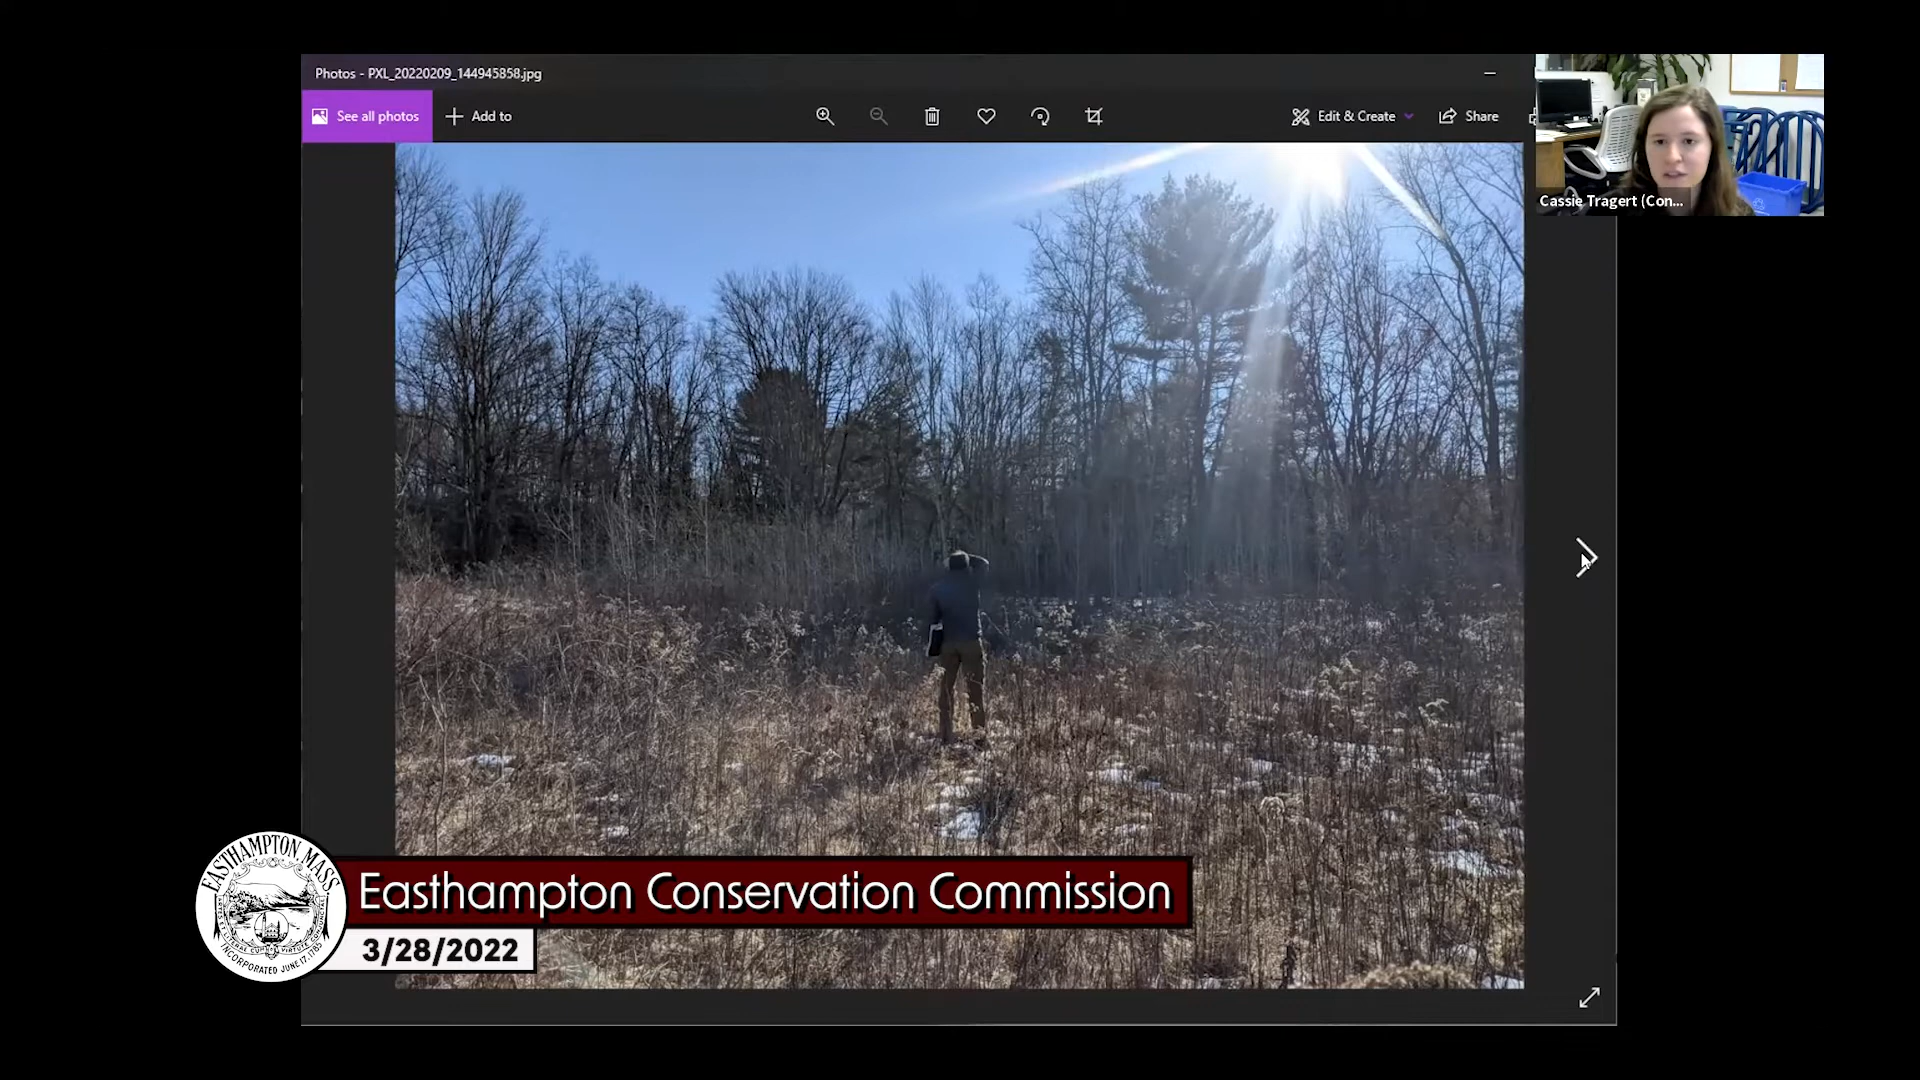 Photos - PXL_20220209_144945858.jpg
See all photos
Add to
Edit & Create
Share
Cassie Tragert (Con...
Easthampton Conservation Commission
3/28/2022
EASTHAMPTON MASS.
INCORPORATED JUNE 17, 1785